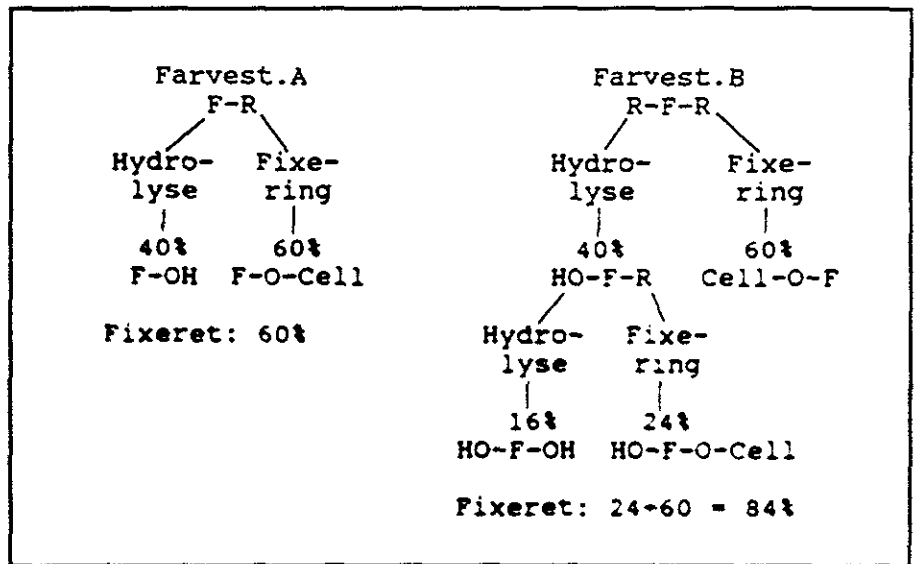 Farvest.A
F-R
Hydro-
lyse
Fixe-
ring
40%
F-OH
60%
F-O-Cell
Fixeret: 60%
Farvest.B
R-F-R
Hydro-
lyse
Fixe-
ring
40%
HO-F-R
60%
Cell-O-F
Hydro-
lyse
Fixe-
ring
16%
HO-F-OH
24%
HO-F-O-Cell
Fixeret: 24+60 = 84%